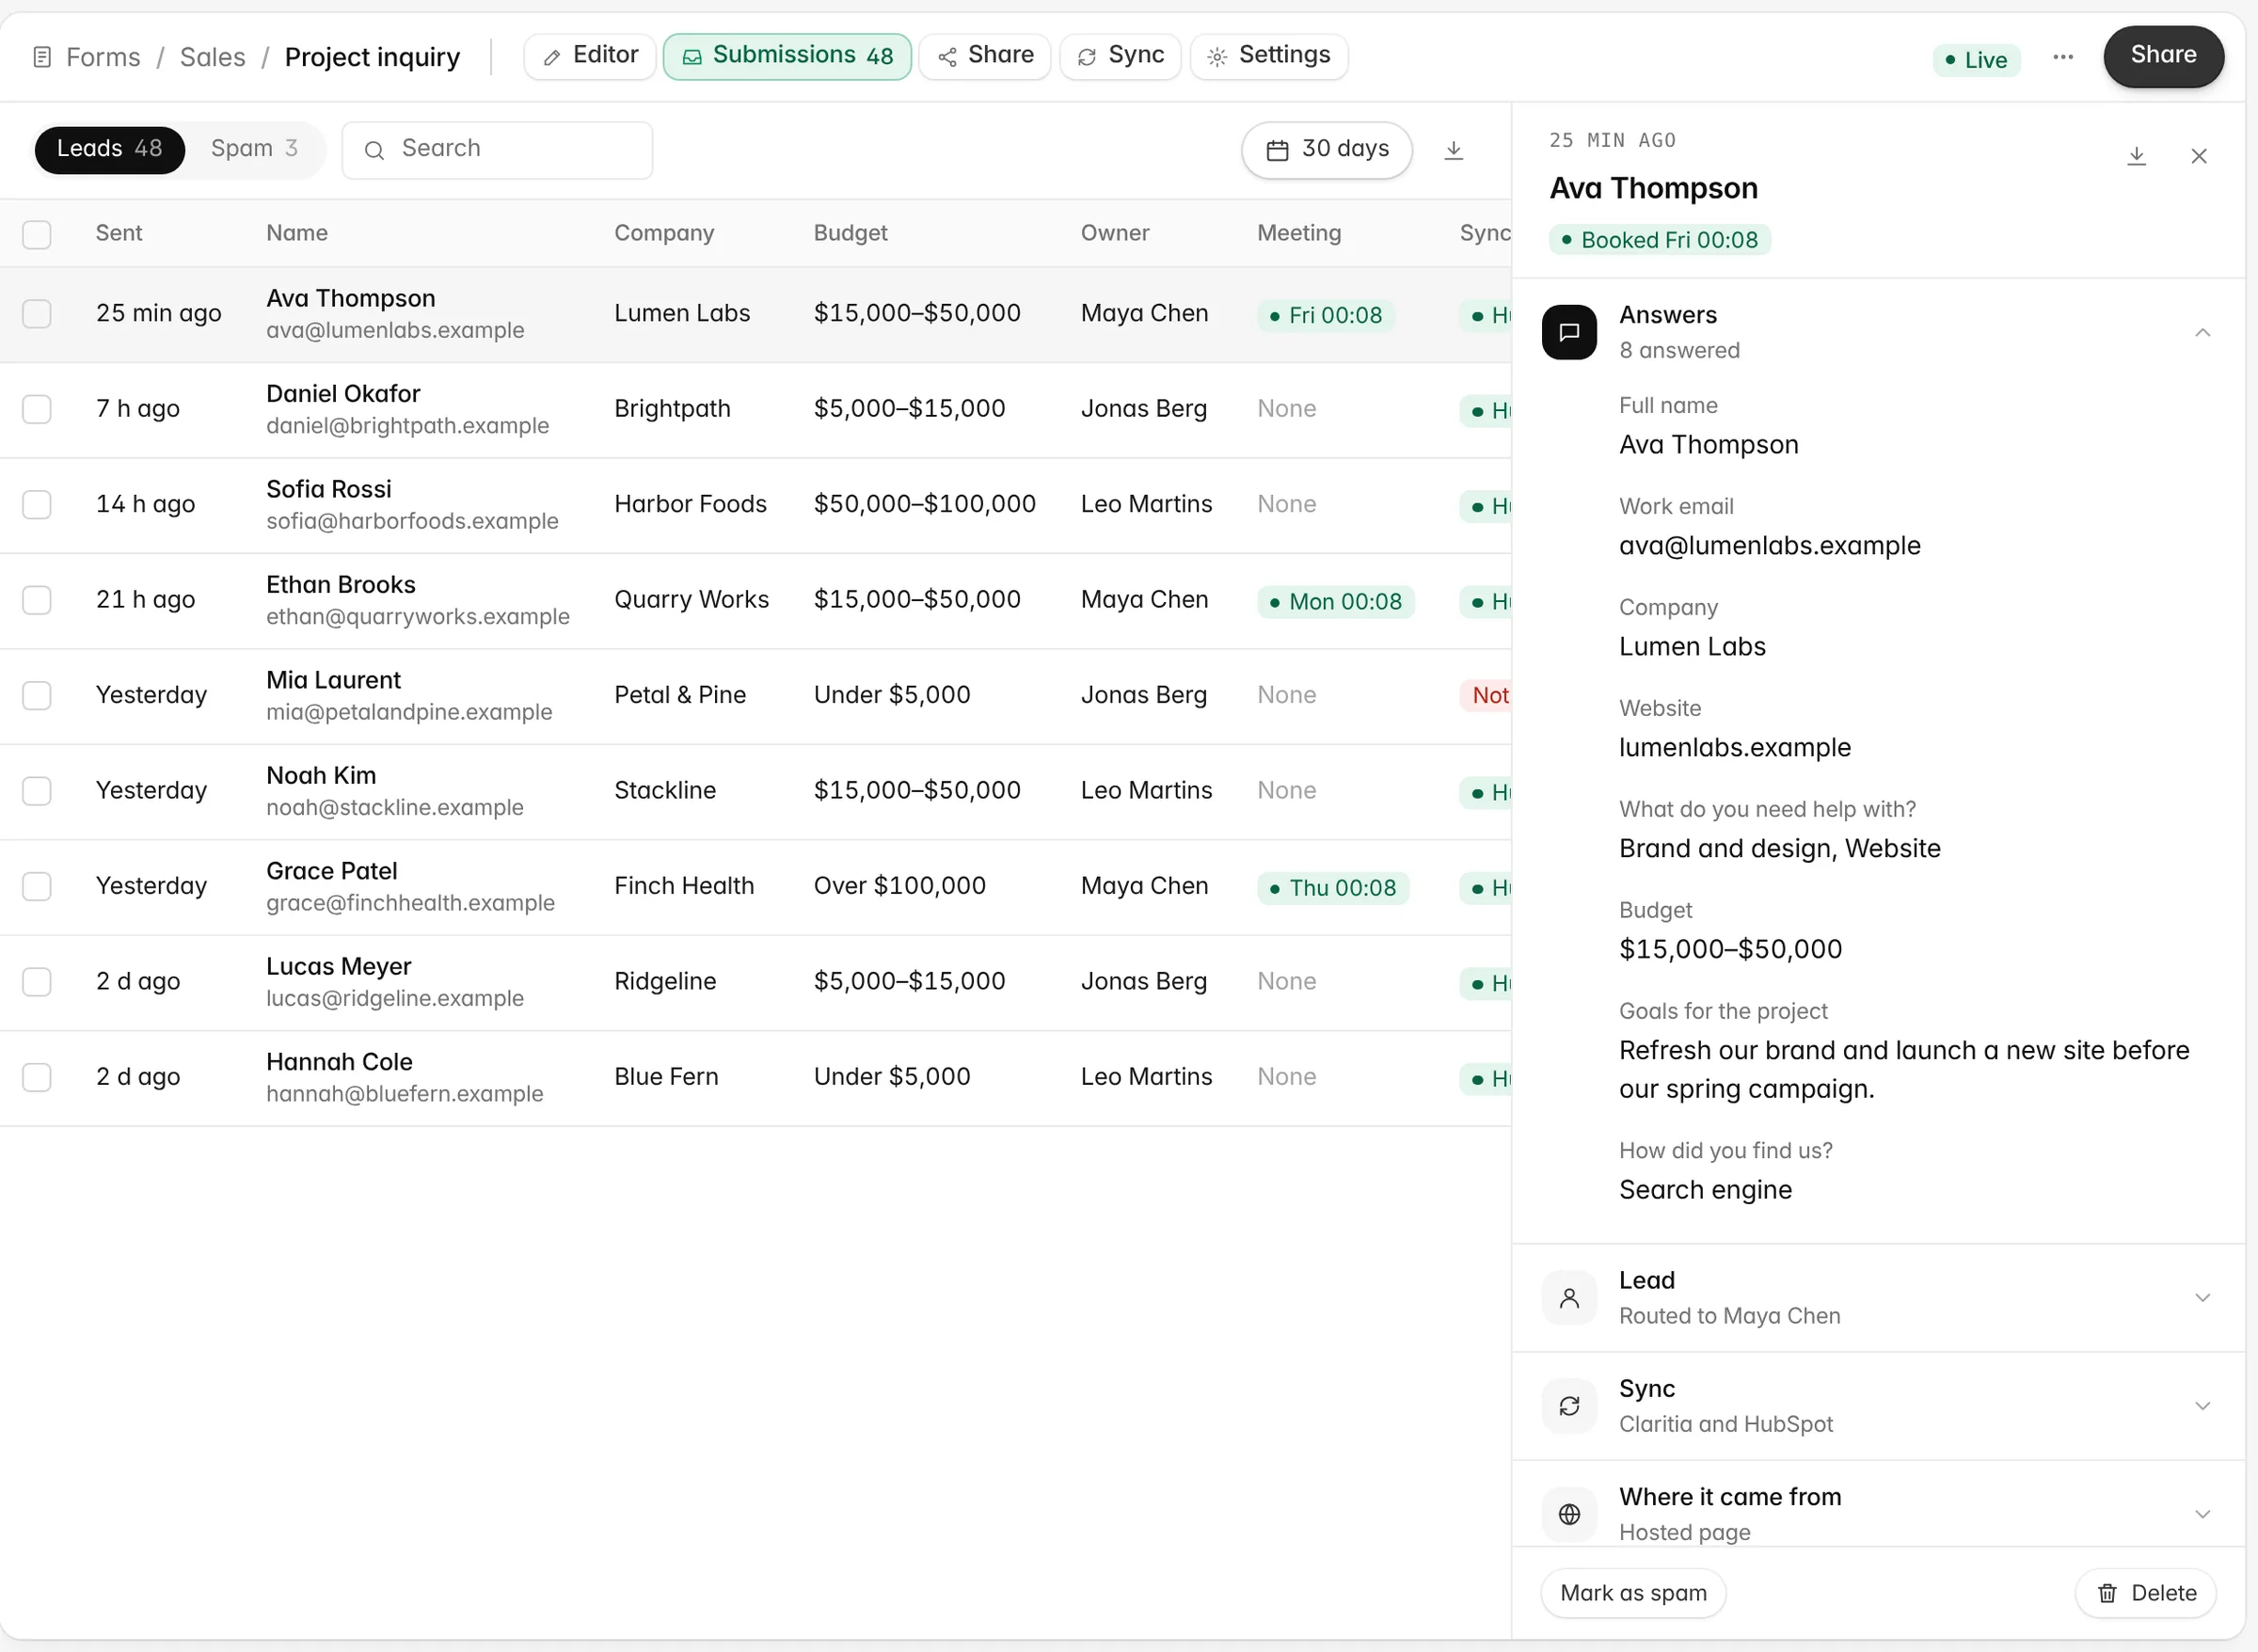 Forms / Sales / Project inquiry
Editor
Submissions 48
Share
Sync
Settings
Live
Share
Leads 48
Spam 3
Search
30 days
Sent Name Company Budget Owner Meeting Sync
25 min ago Ava Thompson Lumen Labs $15,000–$50,000 Maya Chen Fri 00:08
ava@lumenlabs.example
7 h ago Daniel Okafor Brightpath $5,000–$15,000 Jonas Berg None
daniel@brightpath.example
14 h ago Sofia Rossi Harbor Foods $50,000–$100,000 Leo Martins None
sofia@harborfoods.example
21 h ago Ethan Brooks Quarry Works $15,000–$50,000 Maya Chen Mon 00:08
ethan@quarryworks.example
Yesterday Mia Laurent Petal & Pine Under $5,000 Jonas Berg None Not
mia@petalandpine.example
Yesterday Noah Kim Stackline $15,000–$50,000 Leo Martins None
noah@stackline.example
Yesterday Grace Patel Finch Health Over $100,000 Maya Chen Thu 00:08
grace@finchhealth.example
2 d ago Lucas Meyer Ridgeline $5,000–$15,000 Jonas Berg None
lucas@ridgeline.example
2 d ago Hannah Cole Blue Fern Under $5,000 Leo Martins None
hannah@bluefern.example
25 MIN AGO
Ava Thompson
Booked Fri 00:08
Answers
8 answered
Full name
Ava Thompson
Work email
ava@lumenlabs.example
Company
Lumen Labs
Website
lumenlabs.example
What do you need help with?
Brand and design, Website
Budget
$15,000–$50,000
Goals for the project
Refresh our brand and launch a new site before
our spring campaign.
How did you find us?
Search engine
Lead
Routed to Maya Chen
Sync
Claritia and HubSpot
Where it came from
Hosted page
Mark as spam
Delete